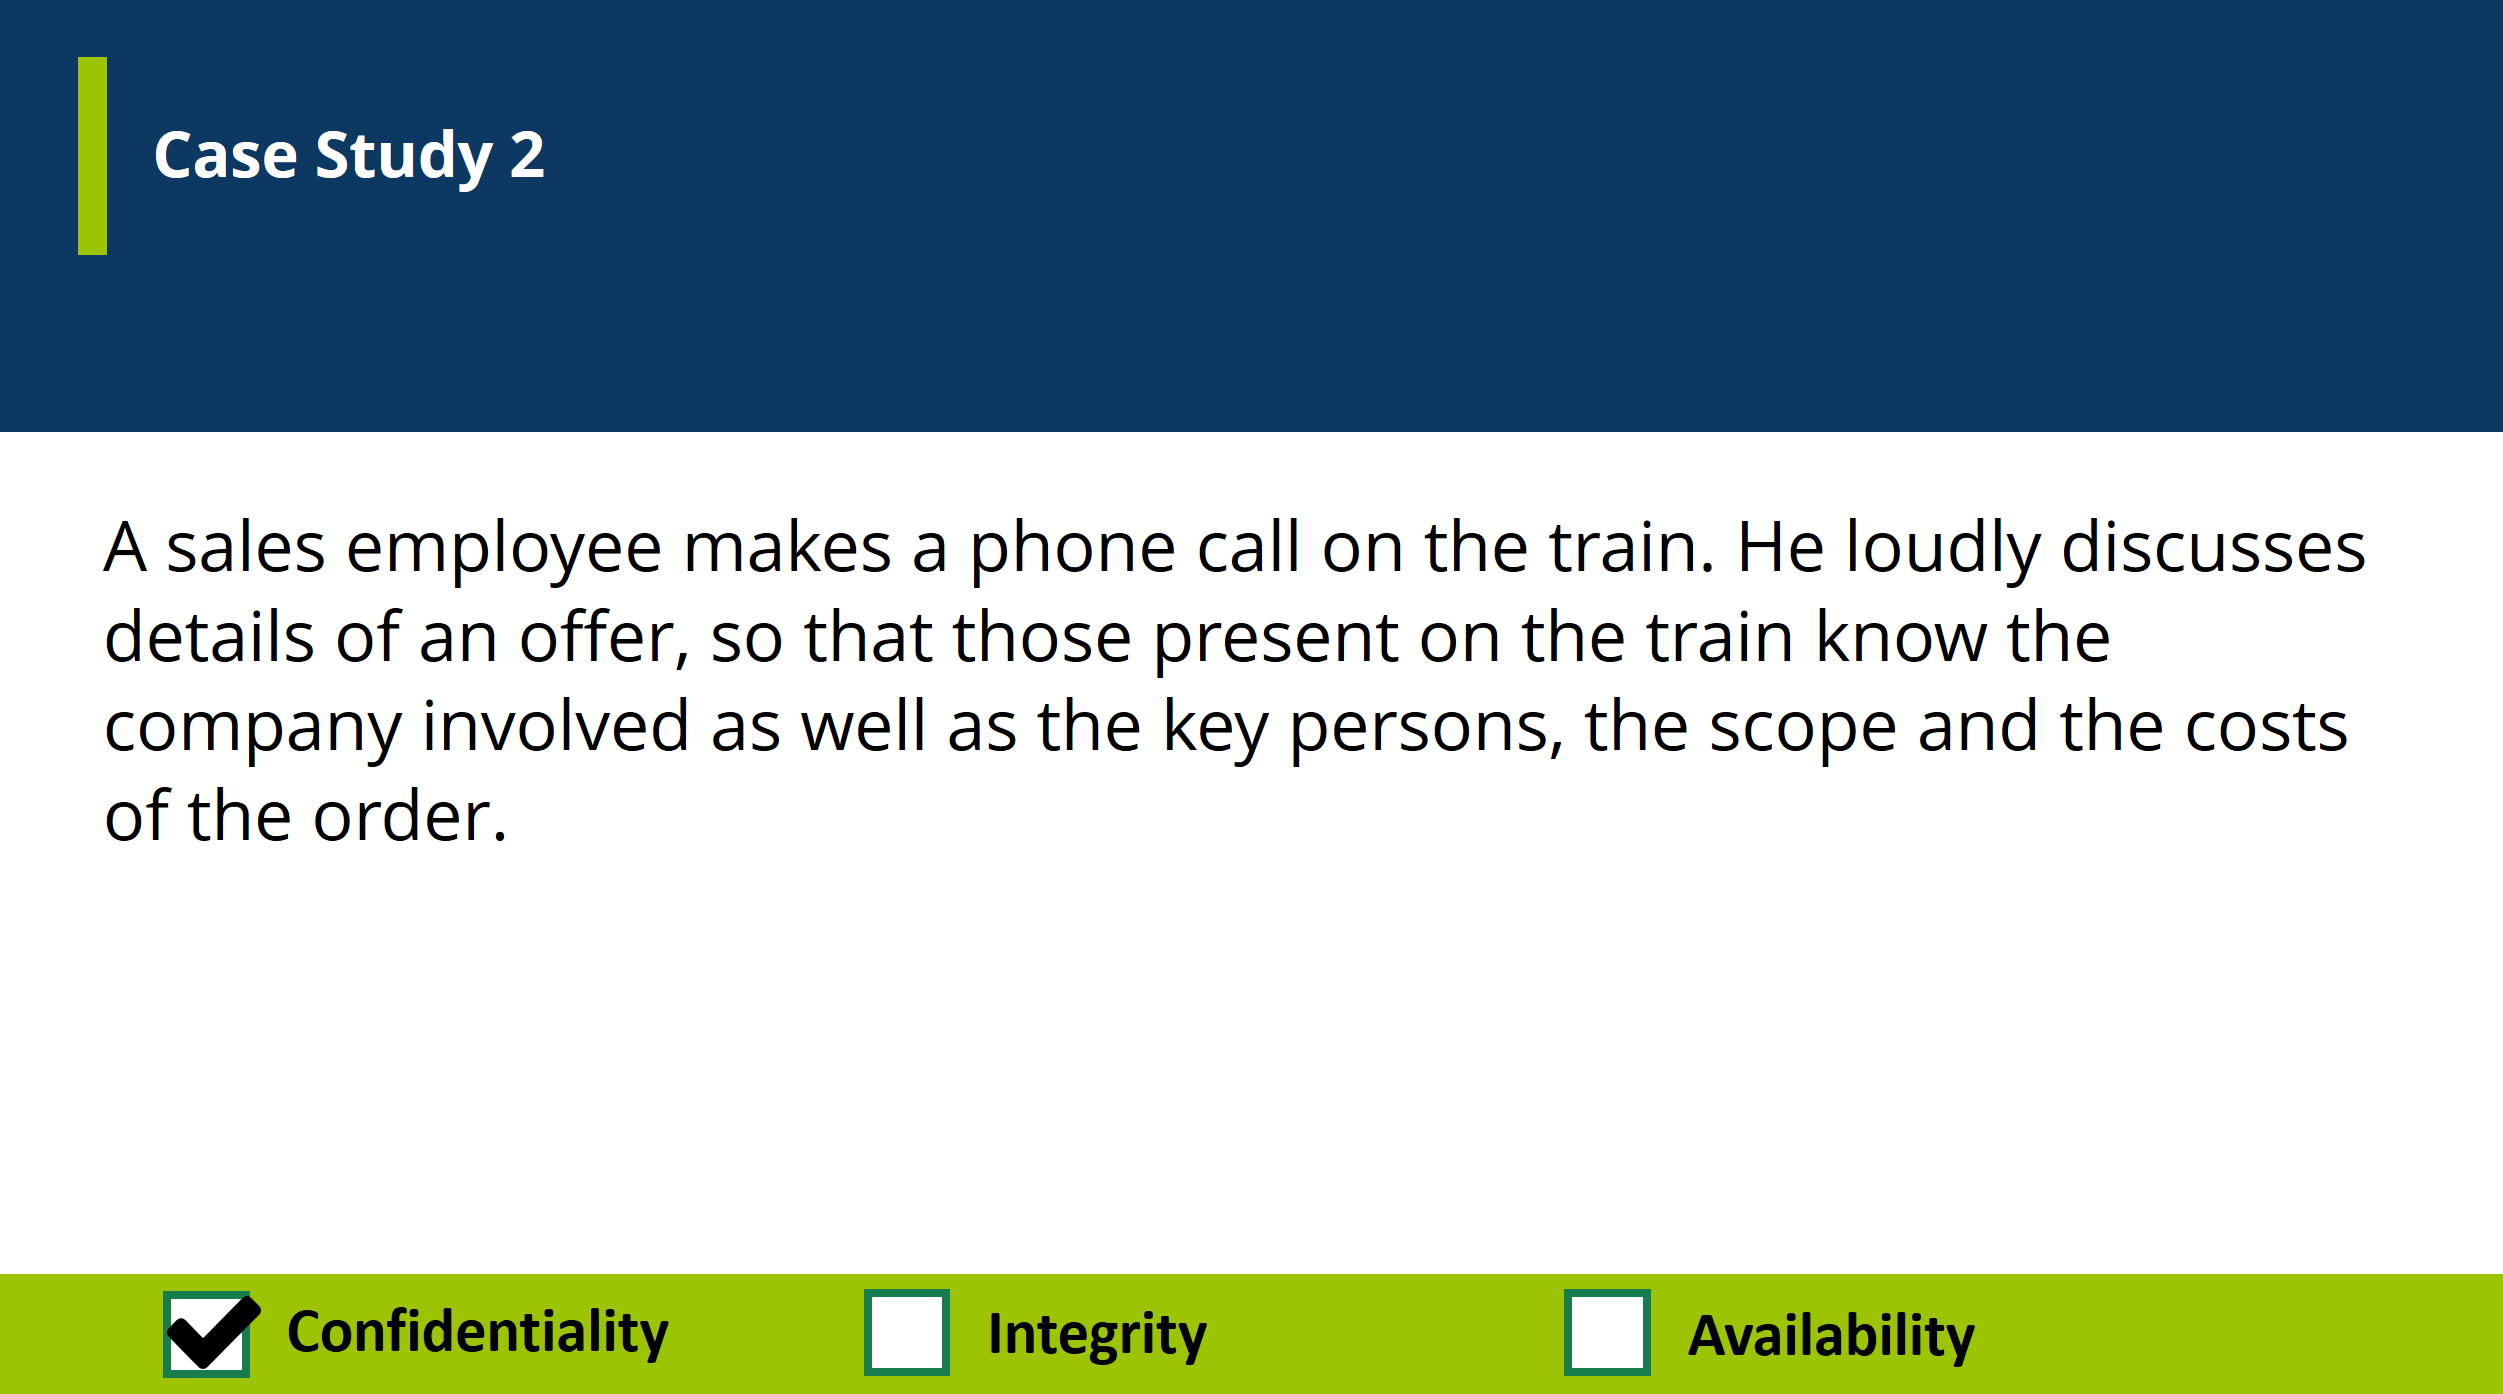 Case Study 2
A sales employee makes a phone call on the train. He loudly discusses
details of an offer, so that those present on the train know the
company involved as well as the key persons, the scope and the costs
of the order.
Confidentiality
Integrity
Availability